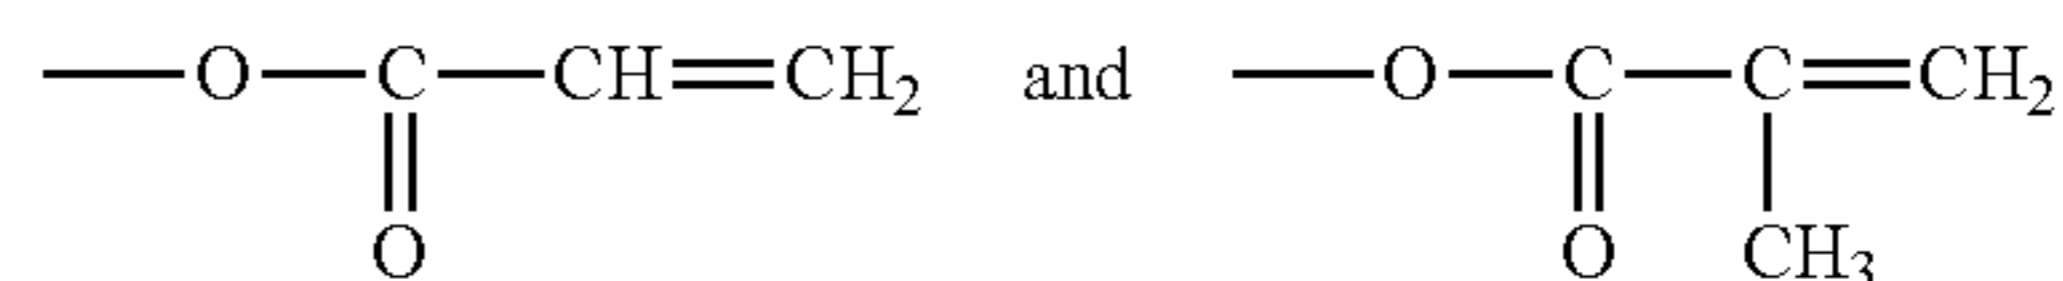 —O—C—CH=CH₂ and —O—C—C=CH₂
O O CH₃